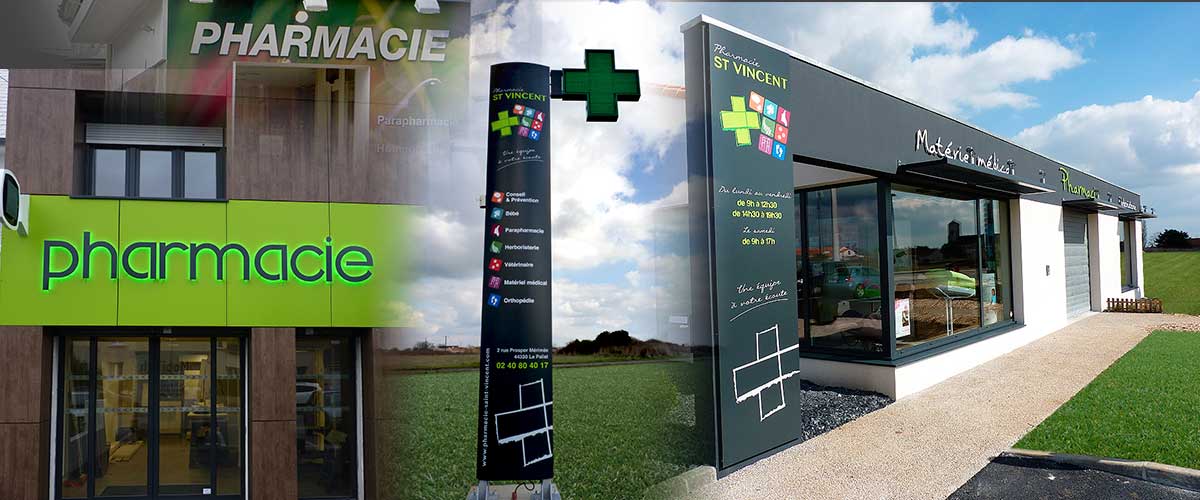 PHARMACIE
Parapharmacie
pharmacie
Pharmacie
ST VINCENT
Une équipe
à votre écoute
Conseil
& Prévention
Bébé
Parapharmacie
Herboristerie
Vétérinaire
Matériel médical
Orthopédie
2 rue Prosper Mérimée
44330 Le Pallet
02 40 80 40 17
www.pharmacie-saint-vincent.com
Pharmacie
ST VINCENT
Du lundi au vendredi
de 9h à 12h30
de 14h30 à 19h30
Le samedi
de 9h à 17h
Une équipe
à votre écoute
Matériel médical
Pharmacie